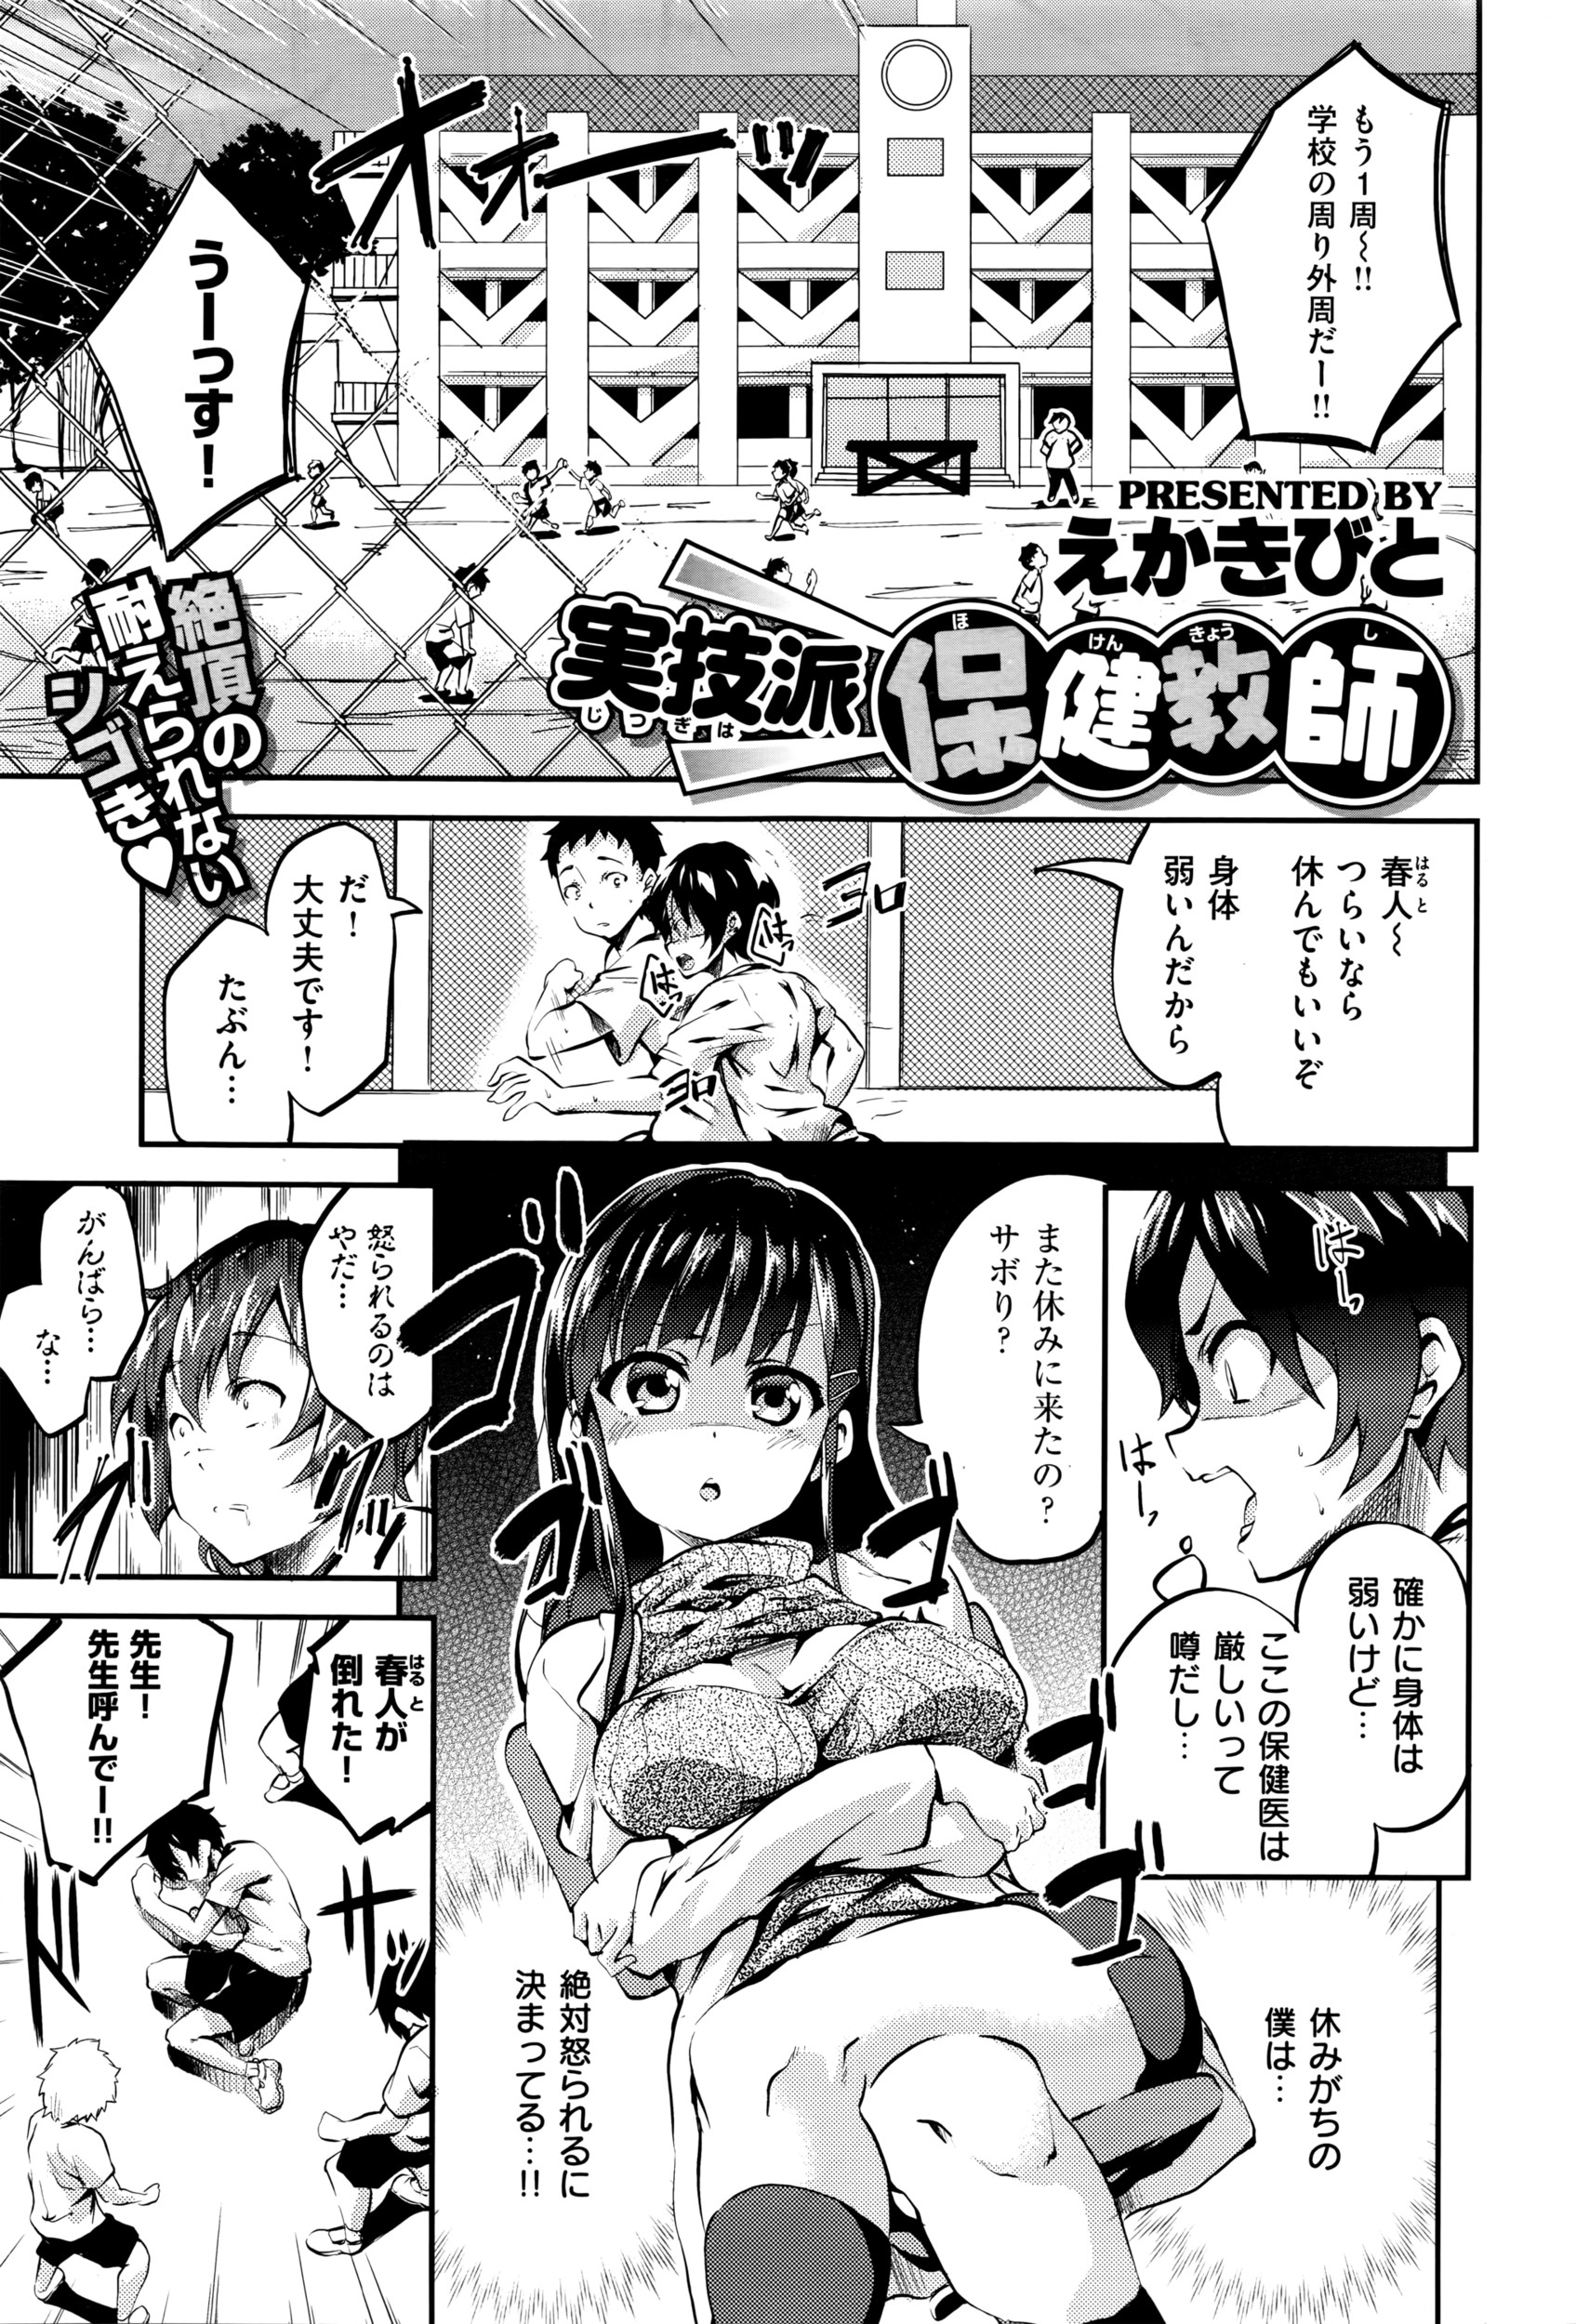 もう1周～!!
学校の周り外周だー!!
オオーッ
うーっす！
PRESENTED BY
えかきびと
実技派
じつぎは
保健教師
ほけんきょうし
絶頂の
耐えられない
シゴき♥
春人～
はると
つらいなら
休んでもいいぞ
身体
弱いんだから
ヨロ
はっ
はっ
ヨロ
だ！
大丈夫です！
たぶん…
はーっ
はーっ
確かに身体は
弱いけど…
ここの保健医は
厳しいって
噂だし…
また休みに来たの？
サボり？
ゴゴゴゴゴゴ
休みがちの
僕は…
絶対怒られるに
決まってる…!!
怒られるのは
やだ…
がんばら…
な…
春人が
はると
倒れた！
先生！
先生呼んでー!!
ドサッ